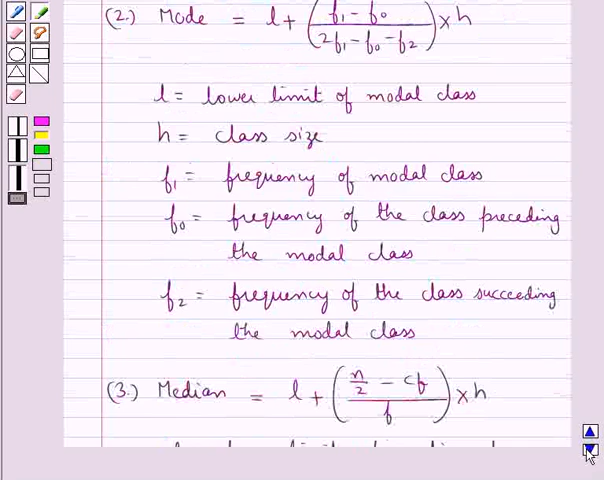 (2.) Mode = l + (f₁ - f₀ / 2f₁ - f₀ - f₂) × h
l = lower limit of modal class
h = class size
f₁ = frequency of modal class
f₀ = frequency of the class preceding
the modal class
f₂ = frequency of the class succeeding
the modal class
(3.) Median = l + (n/2 - cf / f) × h